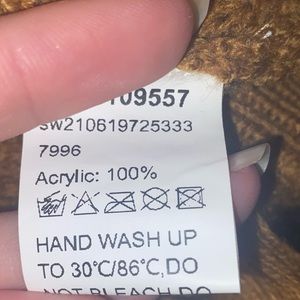 109557
SW210619725333
7996
Acrylic: 100%
HAND WASH UP
TO 30°C/86°C,DO
NOT BLEACH,DO